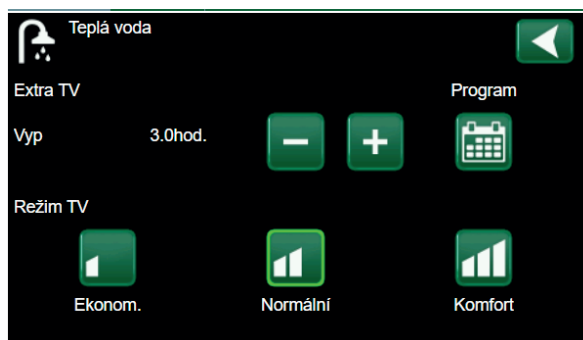 Teplá voda
Extra TV Program
Vyp 3.0hod.
Režim TV
Ekonom. Normální Komfort